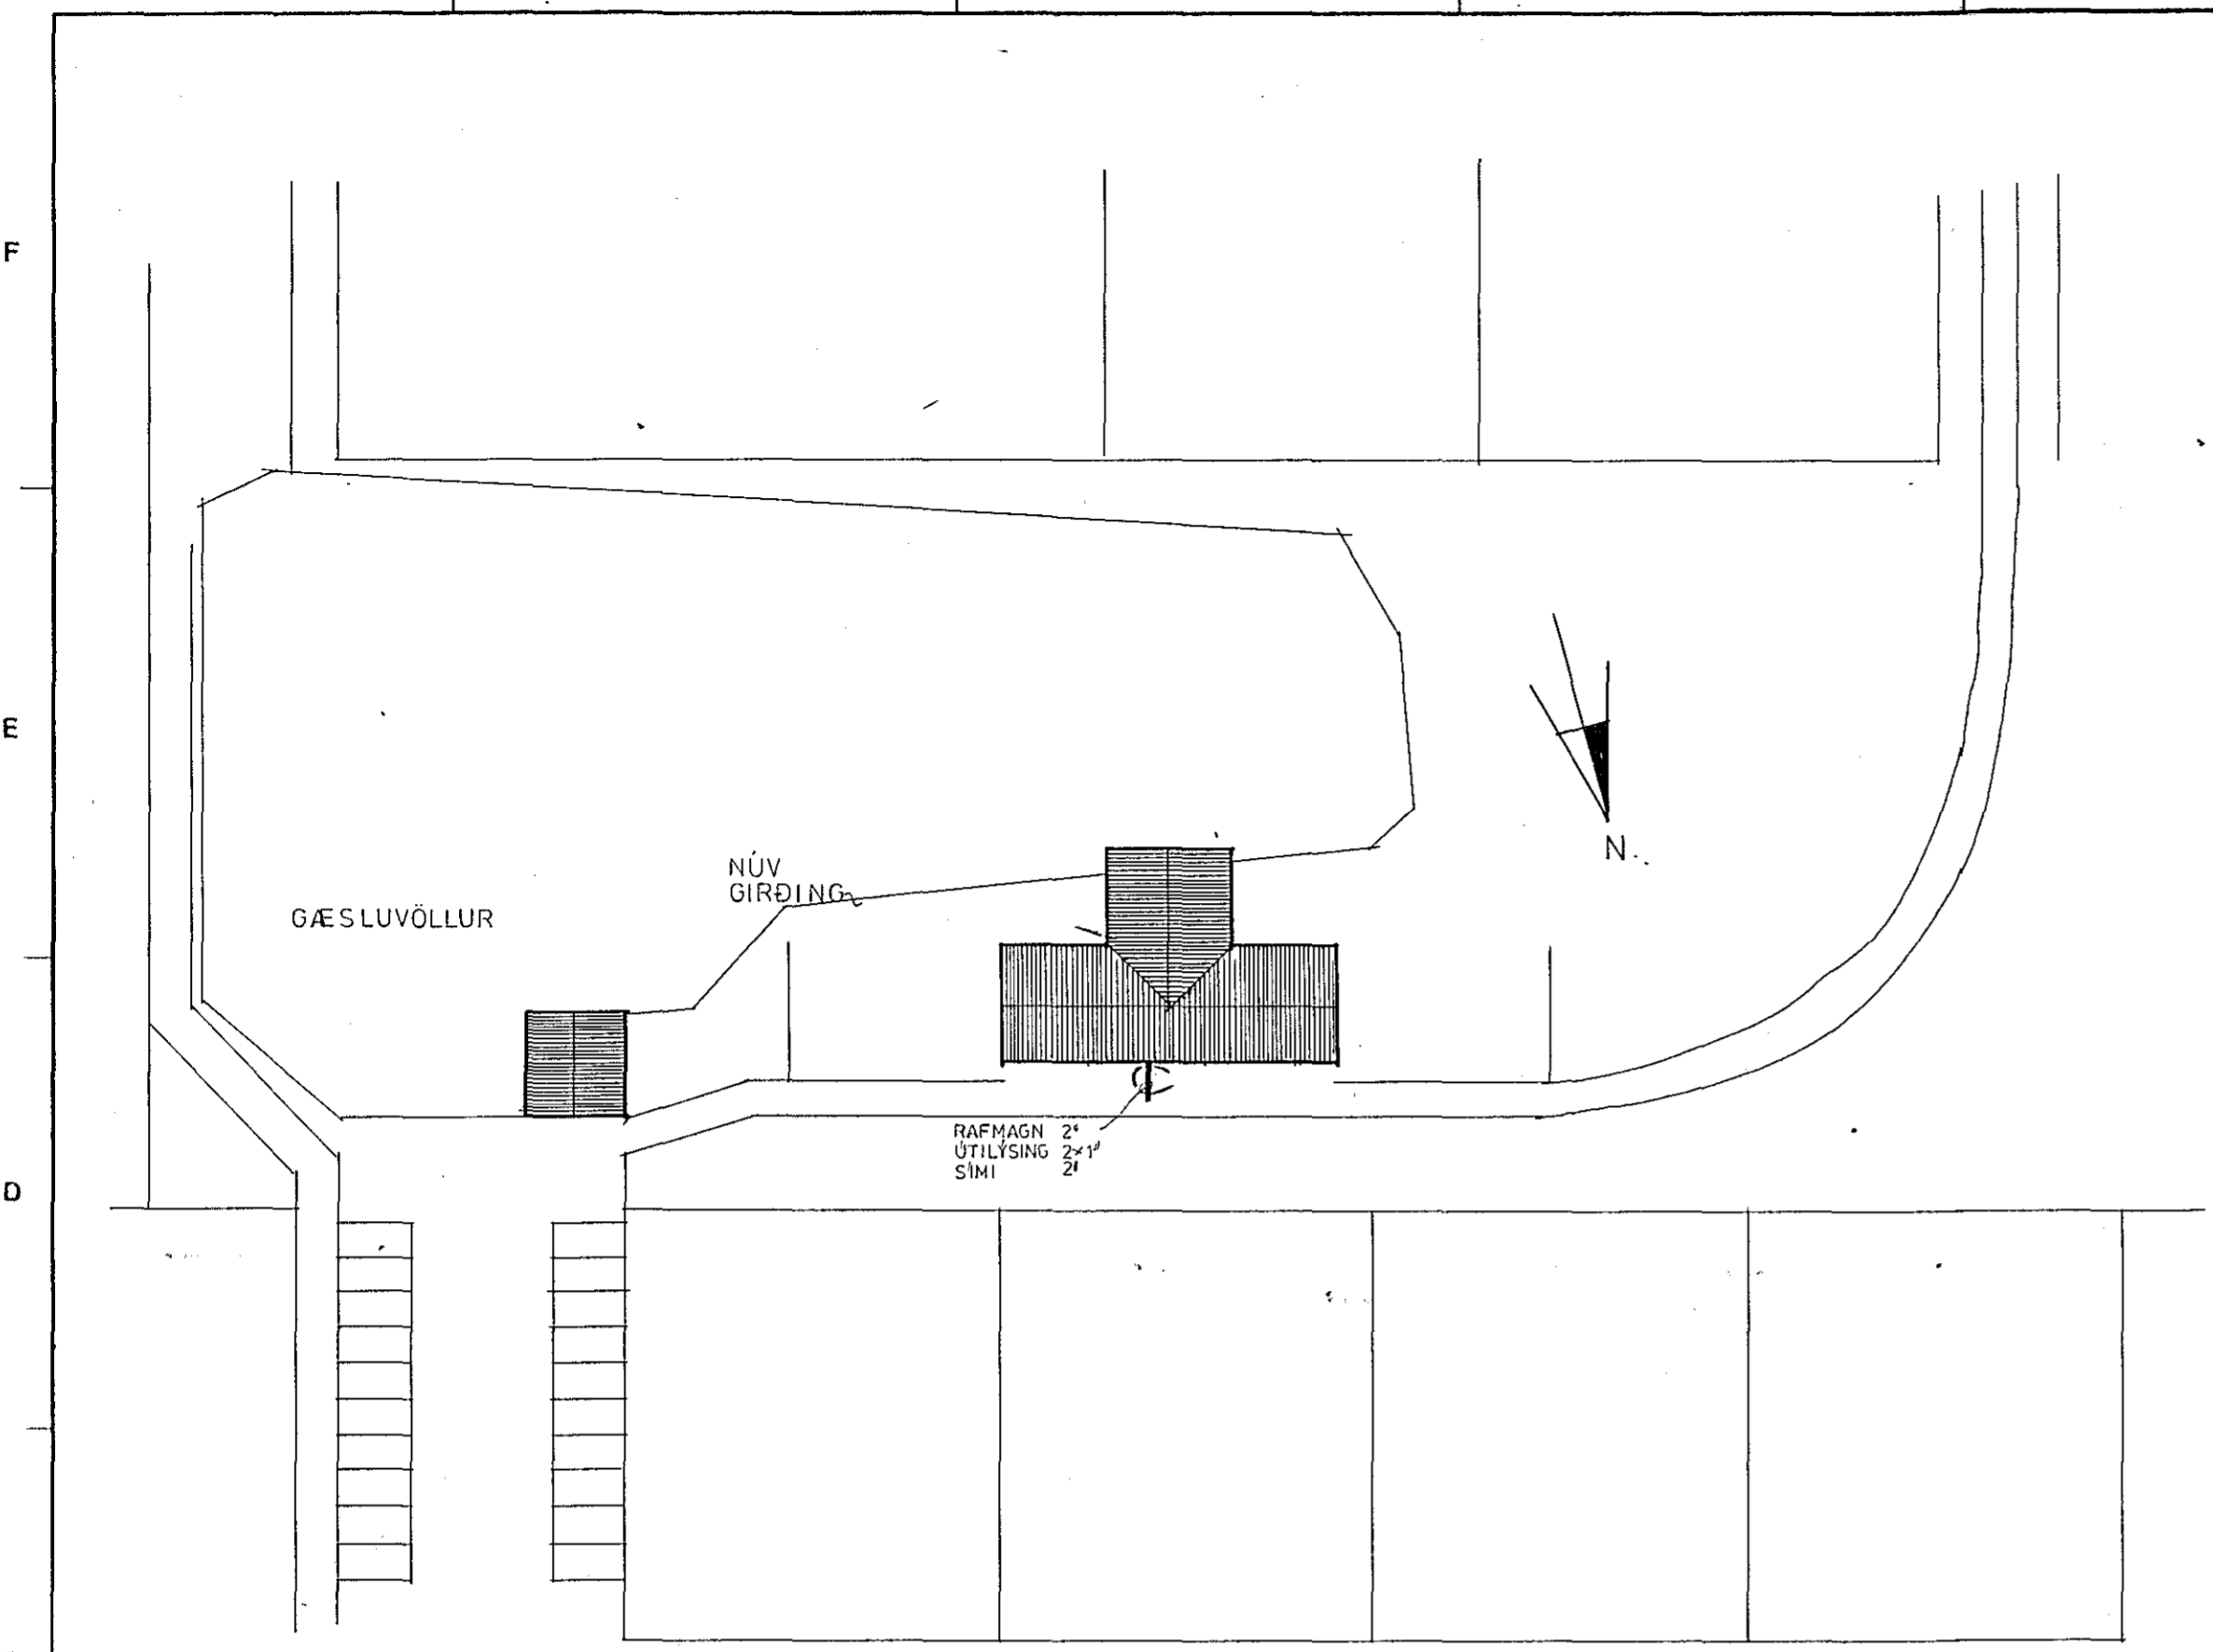 F
E
N
NÚV
GIRÐING
GÆSLUVÖLLUR
RAFMAGN 2"
ÚTILÝSING 2×1"
SÍMI 2"
D